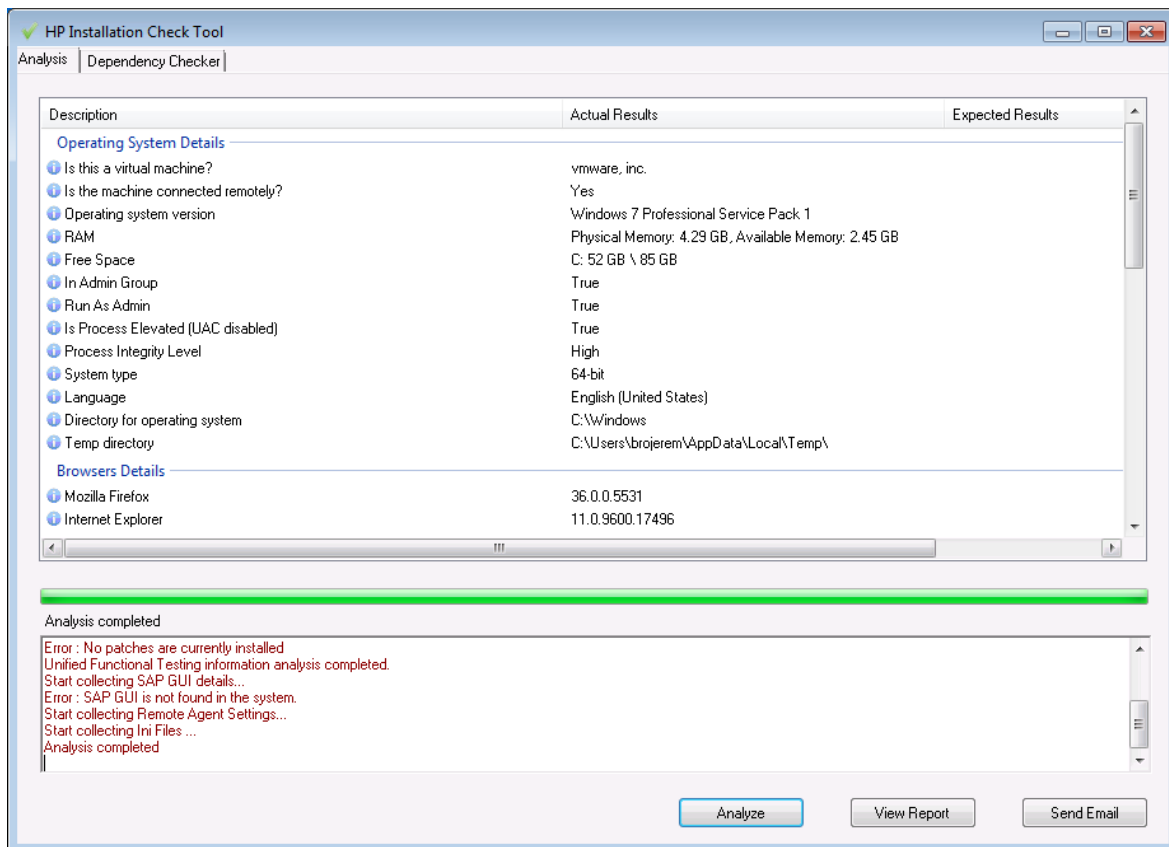 HP Installation Check Tool
Analysis Dependency Checker
Description Actual Results Expected Results
Operating System Details
Is this a virtual machine? vmware, inc.
Is the machine connected remotely? Yes
Operating system version Windows 7 Professional Service Pack 1
RAM Physical Memory: 4.29 GB, Available Memory: 2.45 GB
Free Space C: 52 GB \ 85 GB
In Admin Group True
Run As Admin True
Is Process Elevated (UAC disabled) True
Process Integrity Level High
System type 64-bit
Language English (United States)
Directory for operating system C:\Windows
Temp directory C:\Users\brojerem\AppData\Local\Temp\
Browsers Details
Mozilla Firefox 36.0.0.5531
Internet Explorer 11.0.9600.17496
Analysis completed
Error : No patches are currently installed
Unified Functional Testing information analysis completed.
Start collecting SAP GUI details...
Error : SAP GUI is not found in the system.
Start collecting Remote Agent Settings...
Start collecting Ini Files ...
Analysis completed
Analyze View Report Send Email